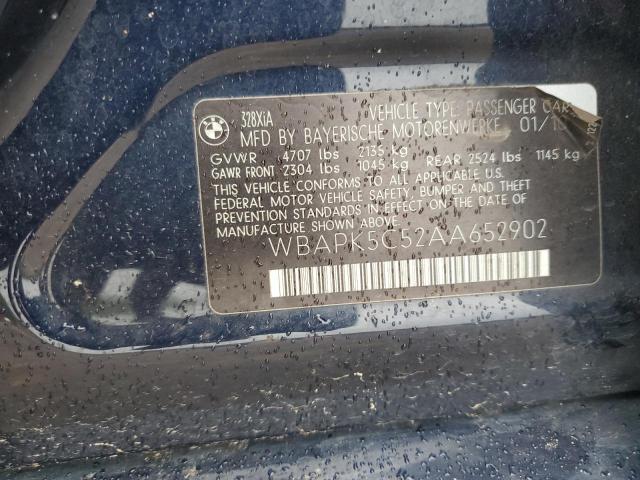 BMW
328XiA
VEHICLE TYPE: PASSENGER CAR
MFD BY BAYERISCHE MOTORENWERKE 01/10
GVWR 4707 lbs 2135 kg
GAWR FRONT 2304 lbs 1045 kg REAR 2524 lbs 1145 kg
THIS VEHICLE CONFORMS TO ALL APPLICABLE U.S.
FEDERAL MOTOR VEHICLE SAFETY, BUMPER AND THEFT
PREVENTION STANDARDS IN EFFECT ON THE DATE OF
MANUFACTURE SHOWN ABOVE.
WBAPK5C52AA652902